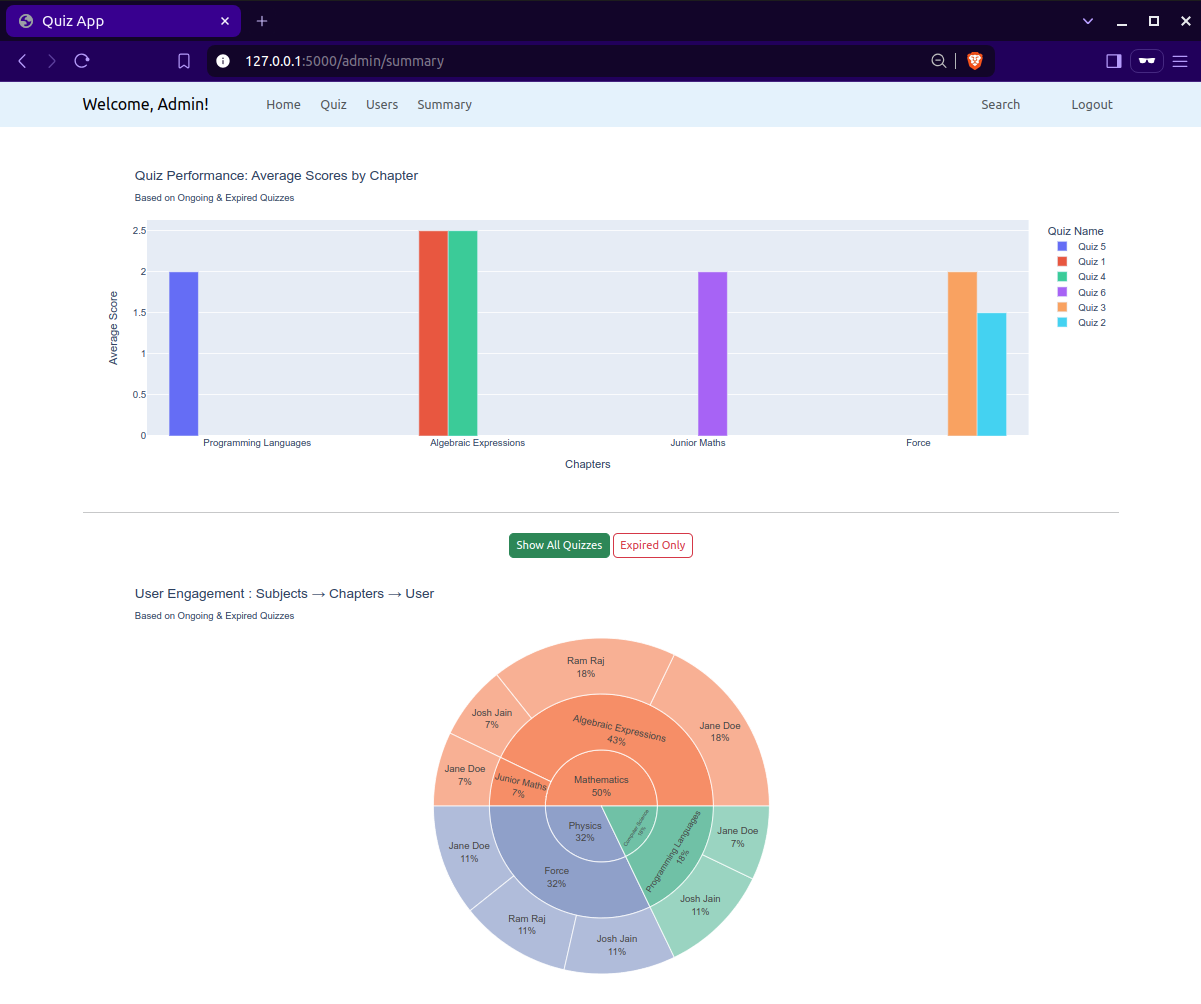 Quiz App
127.0.0.1:5000/admin/summary
Welcome, Admin! Home Quiz Users Summary Search Logout
Quiz Performance: Average Scores by Chapter
Based on Ongoing & Expired Quizzes
Average Score
2.5
2
1.5
1
0.5
0
Programming Languages Algebraic Expressions Junior Maths Force
Chapters
Quiz Name
Quiz 5
Quiz 1
Quiz 4
Quiz 6
Quiz 3
Quiz 2
Show All Quizzes Expired Only
User Engagement : Subjects → Chapters → User
Based on Ongoing & Expired Quizzes
Ram Raj
18%
Jane Doe
18%
Josh Jain
7%
Jane Doe
7%
Algebraic Expressions
43%
Junior Maths
7%
Mathematics
50%
Physics
32%
Computer Science
18%
Programming Languages
18%
Jane Doe
7%
Josh Jain
11%
Jane Doe
11%
Force
32%
Ram Raj
11%
Josh Jain
11%